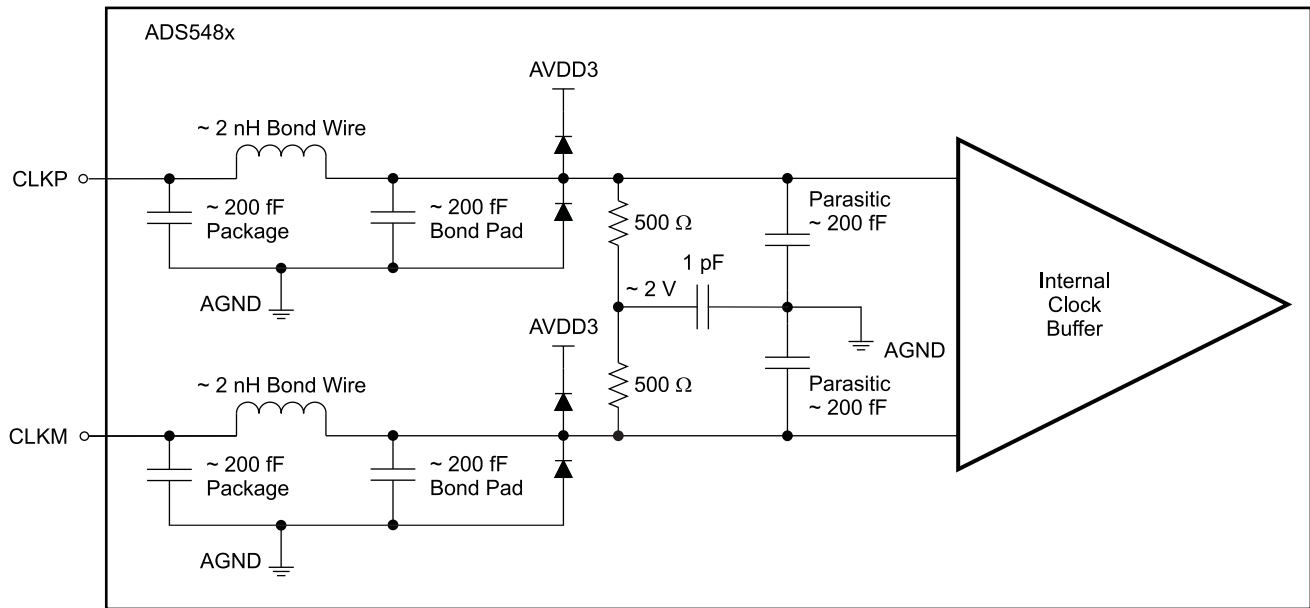 ADS548x
AVDD3
~ 2 nH Bond Wire
CLKP
~ 200 fF
Package
~ 200 fF
Bond Pad
500 Ω
Parasitic
~ 200 fF
1 pF
~ 2 V
AGND
Internal
Clock
Buffer
AVDD3
AGND
~ 2 nH Bond Wire
500 Ω
Parasitic
~ 200 fF
CLKM
~ 200 fF
Package
~ 200 fF
Bond Pad
AGND